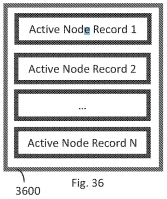 Active Node Record 1
Active Node Record 2
...
Active Node Record N
3600
Fig. 36